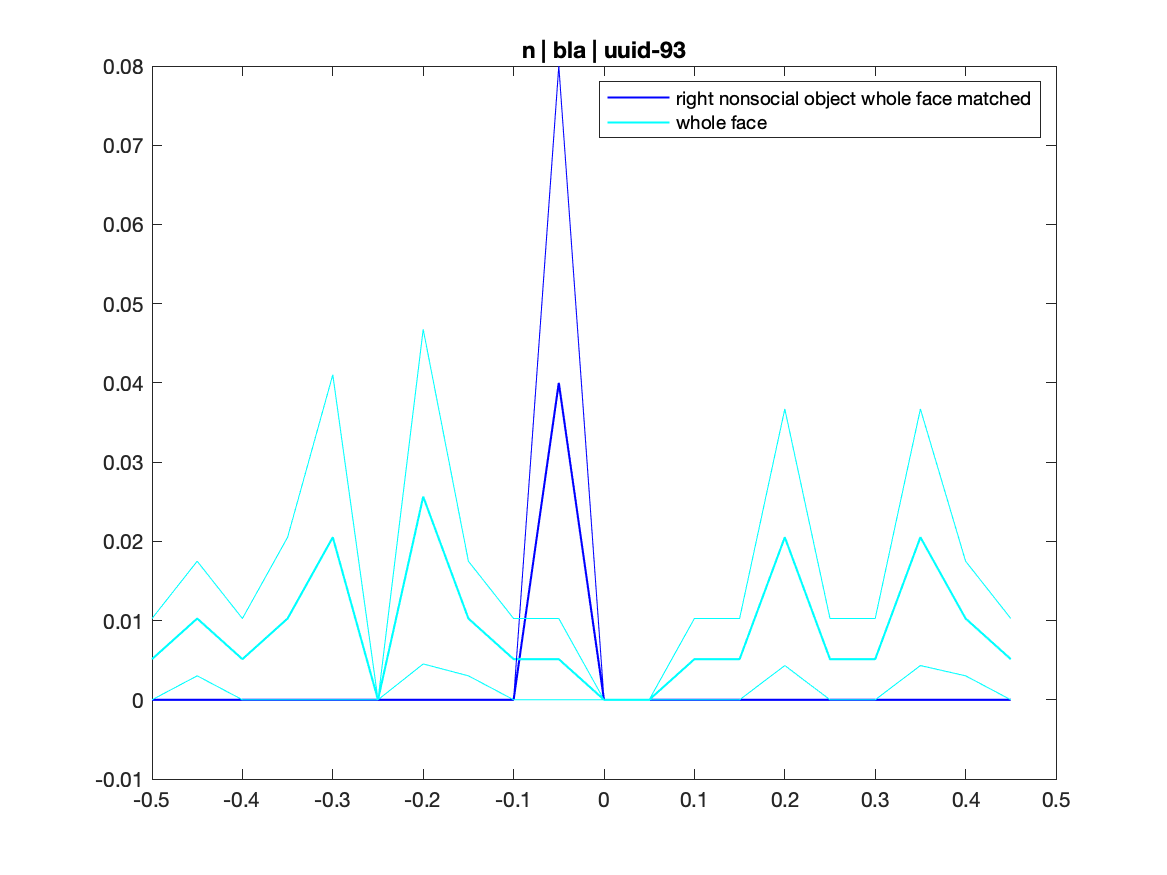 n | bla | uuid-93
right nonsocial object whole face matched
whole face
0.08
0.07
0.06
0.05
0.04
0.03
0.02
0.01
0
-0.01
-0.5 -0.4 -0.3 -0.2 -0.1 0 0.1 0.2 0.3 0.4 0.5